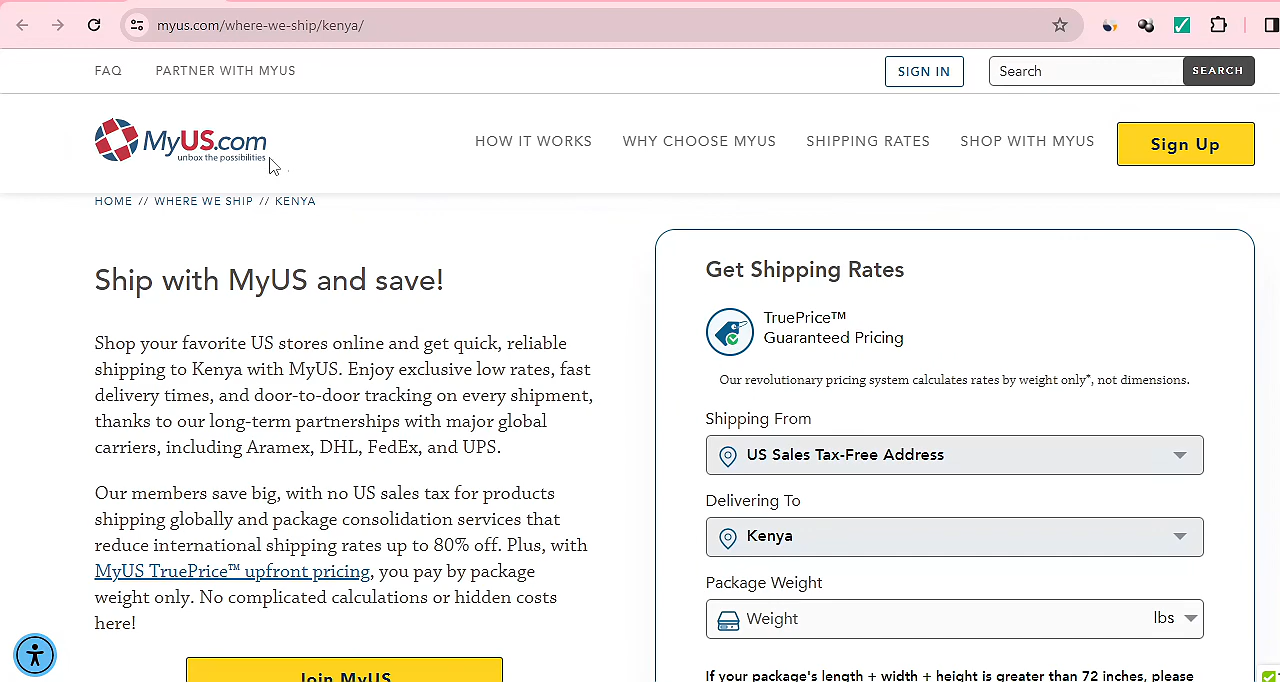 myus.com/where-we-ship/kenya/
FAQ
PARTNER WITH MYUS
SIGN IN
Search
SEARCH
MyUS.com
unbox the possibilities
HOW IT WORKS
WHY CHOOSE MYUS
SHIPPING RATES
SHOP WITH MYUS
Sign Up
HOME // WHERE WE SHIP // KENYA
Ship with MyUS and save!
Shop your favorite US stores online and get quick, reliable
shipping to Kenya with MyUS. Enjoy exclusive low rates, fast
delivery times, and door-to-door tracking on every shipment,
thanks to our long-term partnerships with major global
carriers, including Aramex, DHL, FedEx, and UPS.
Our members save big, with no US sales tax for products
shipping globally and package consolidation services that
reduce international shipping rates up to 80% off. Plus, with
MyUS TruePrice™ upfront pricing, you pay by package
weight only. No complicated calculations or hidden costs
here!
Join MyUS
Get Shipping Rates
TruePrice™
Guaranteed Pricing
Our revolutionary pricing system calculates rates by weight only*, not dimensions.
Shipping From
US Sales Tax-Free Address
Delivering To
Kenya
Package Weight
Weight
lbs
If your package's length + width + height is greater than 72 inches, please